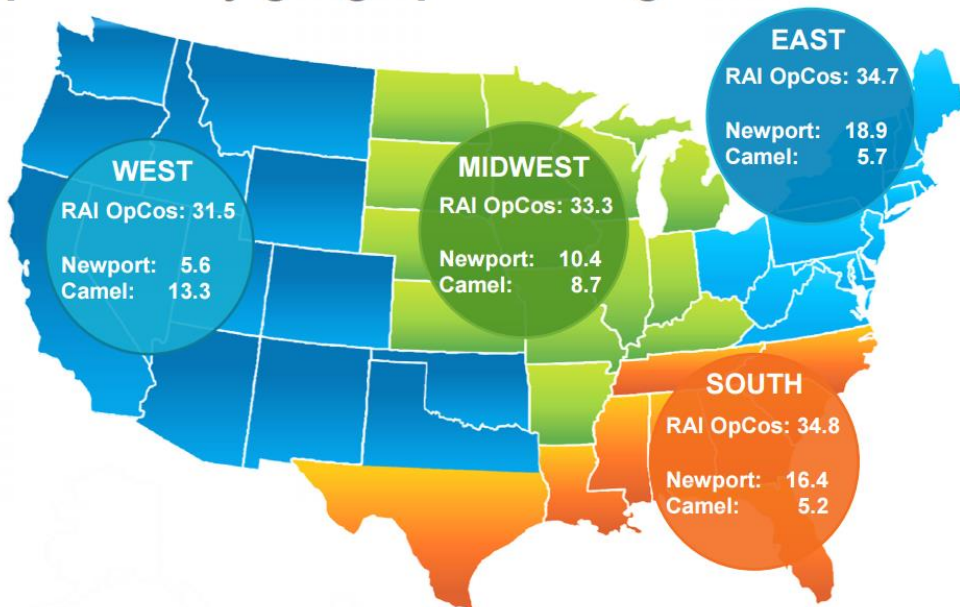 WEST
RAI OpCos: 31.5
Newport: 5.6
Camel: 13.3
MIDWEST
RAI OpCos: 33.3
Newport: 10.4
Camel: 8.7
EAST
RAI OpCos: 34.7
Newport: 18.9
Camel: 5.7
SOUTH
RAI OpCos: 34.8
Newport: 16.4
Camel: 5.2